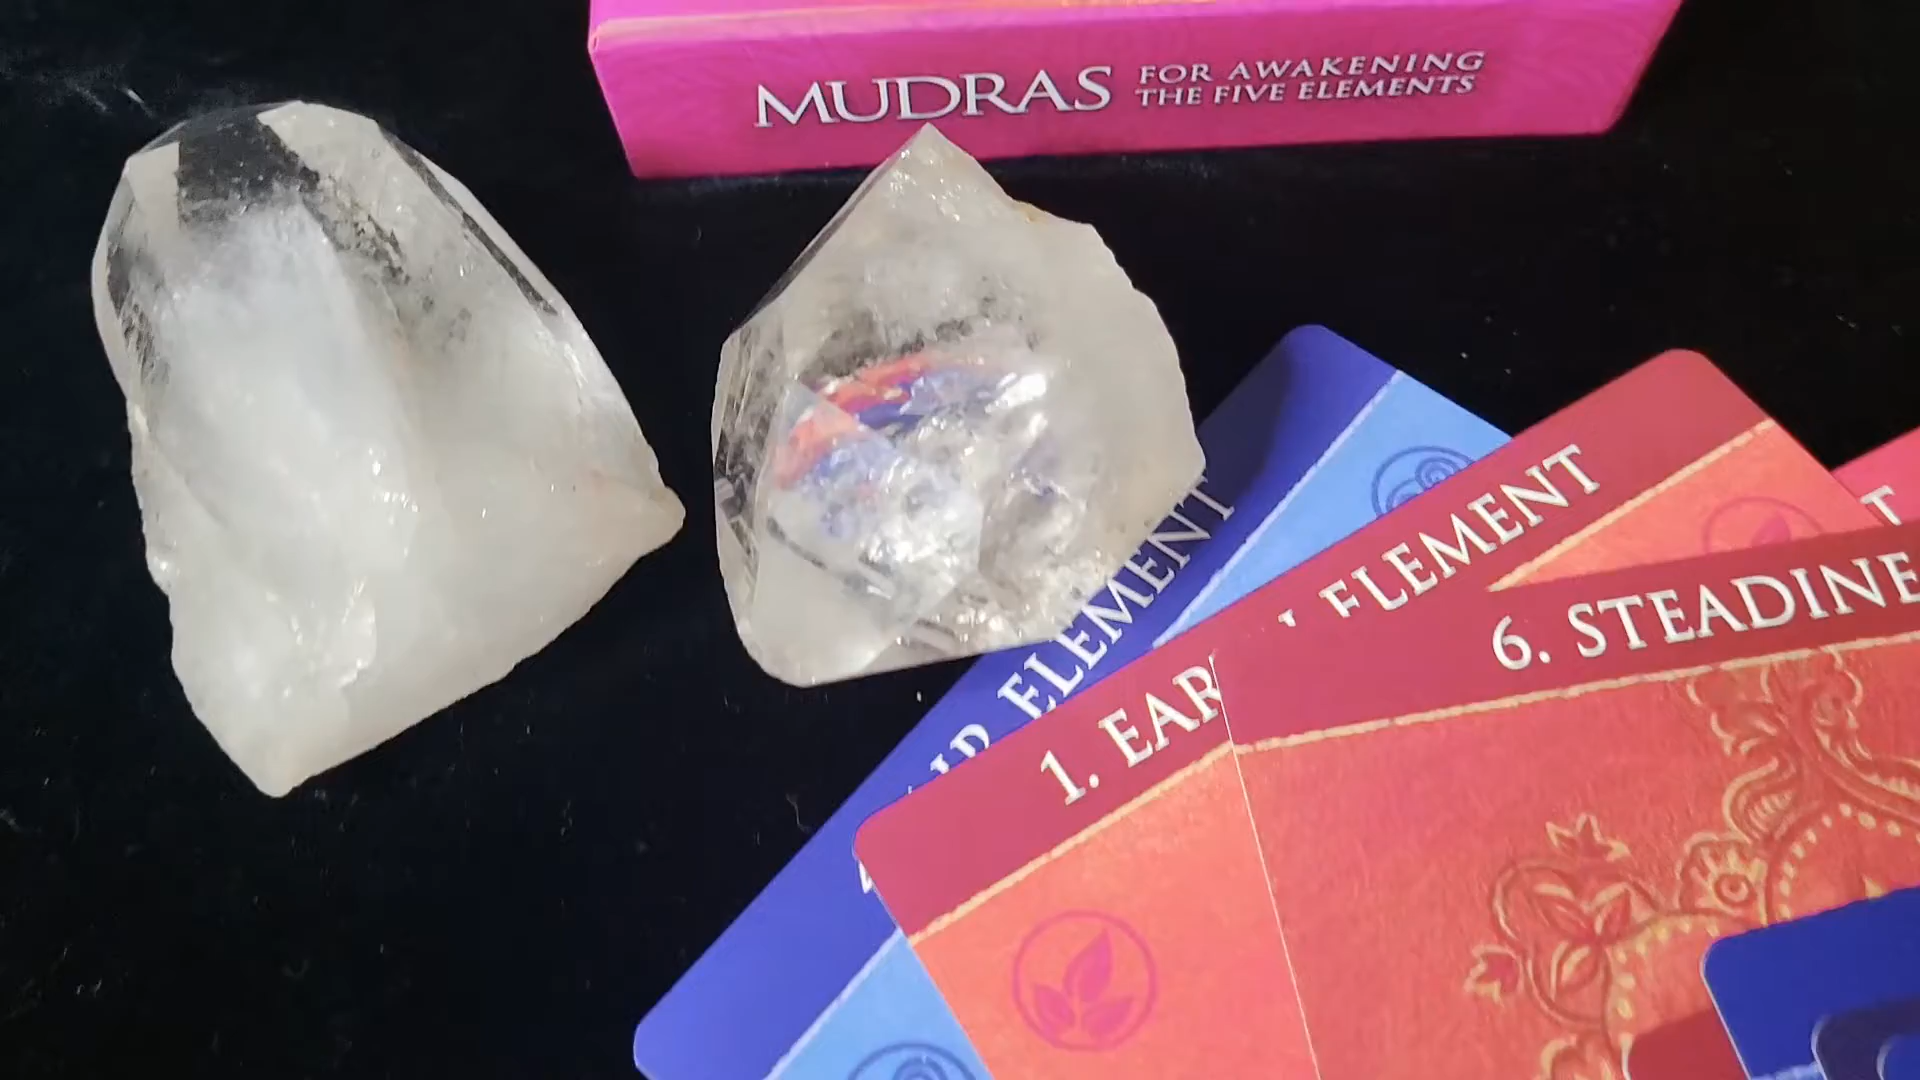 MUDRAS
FOR AWAKENING
THE FIVE ELEMENTS
ELEMENT
1. EAR
ELEMENT
6. STEADINE